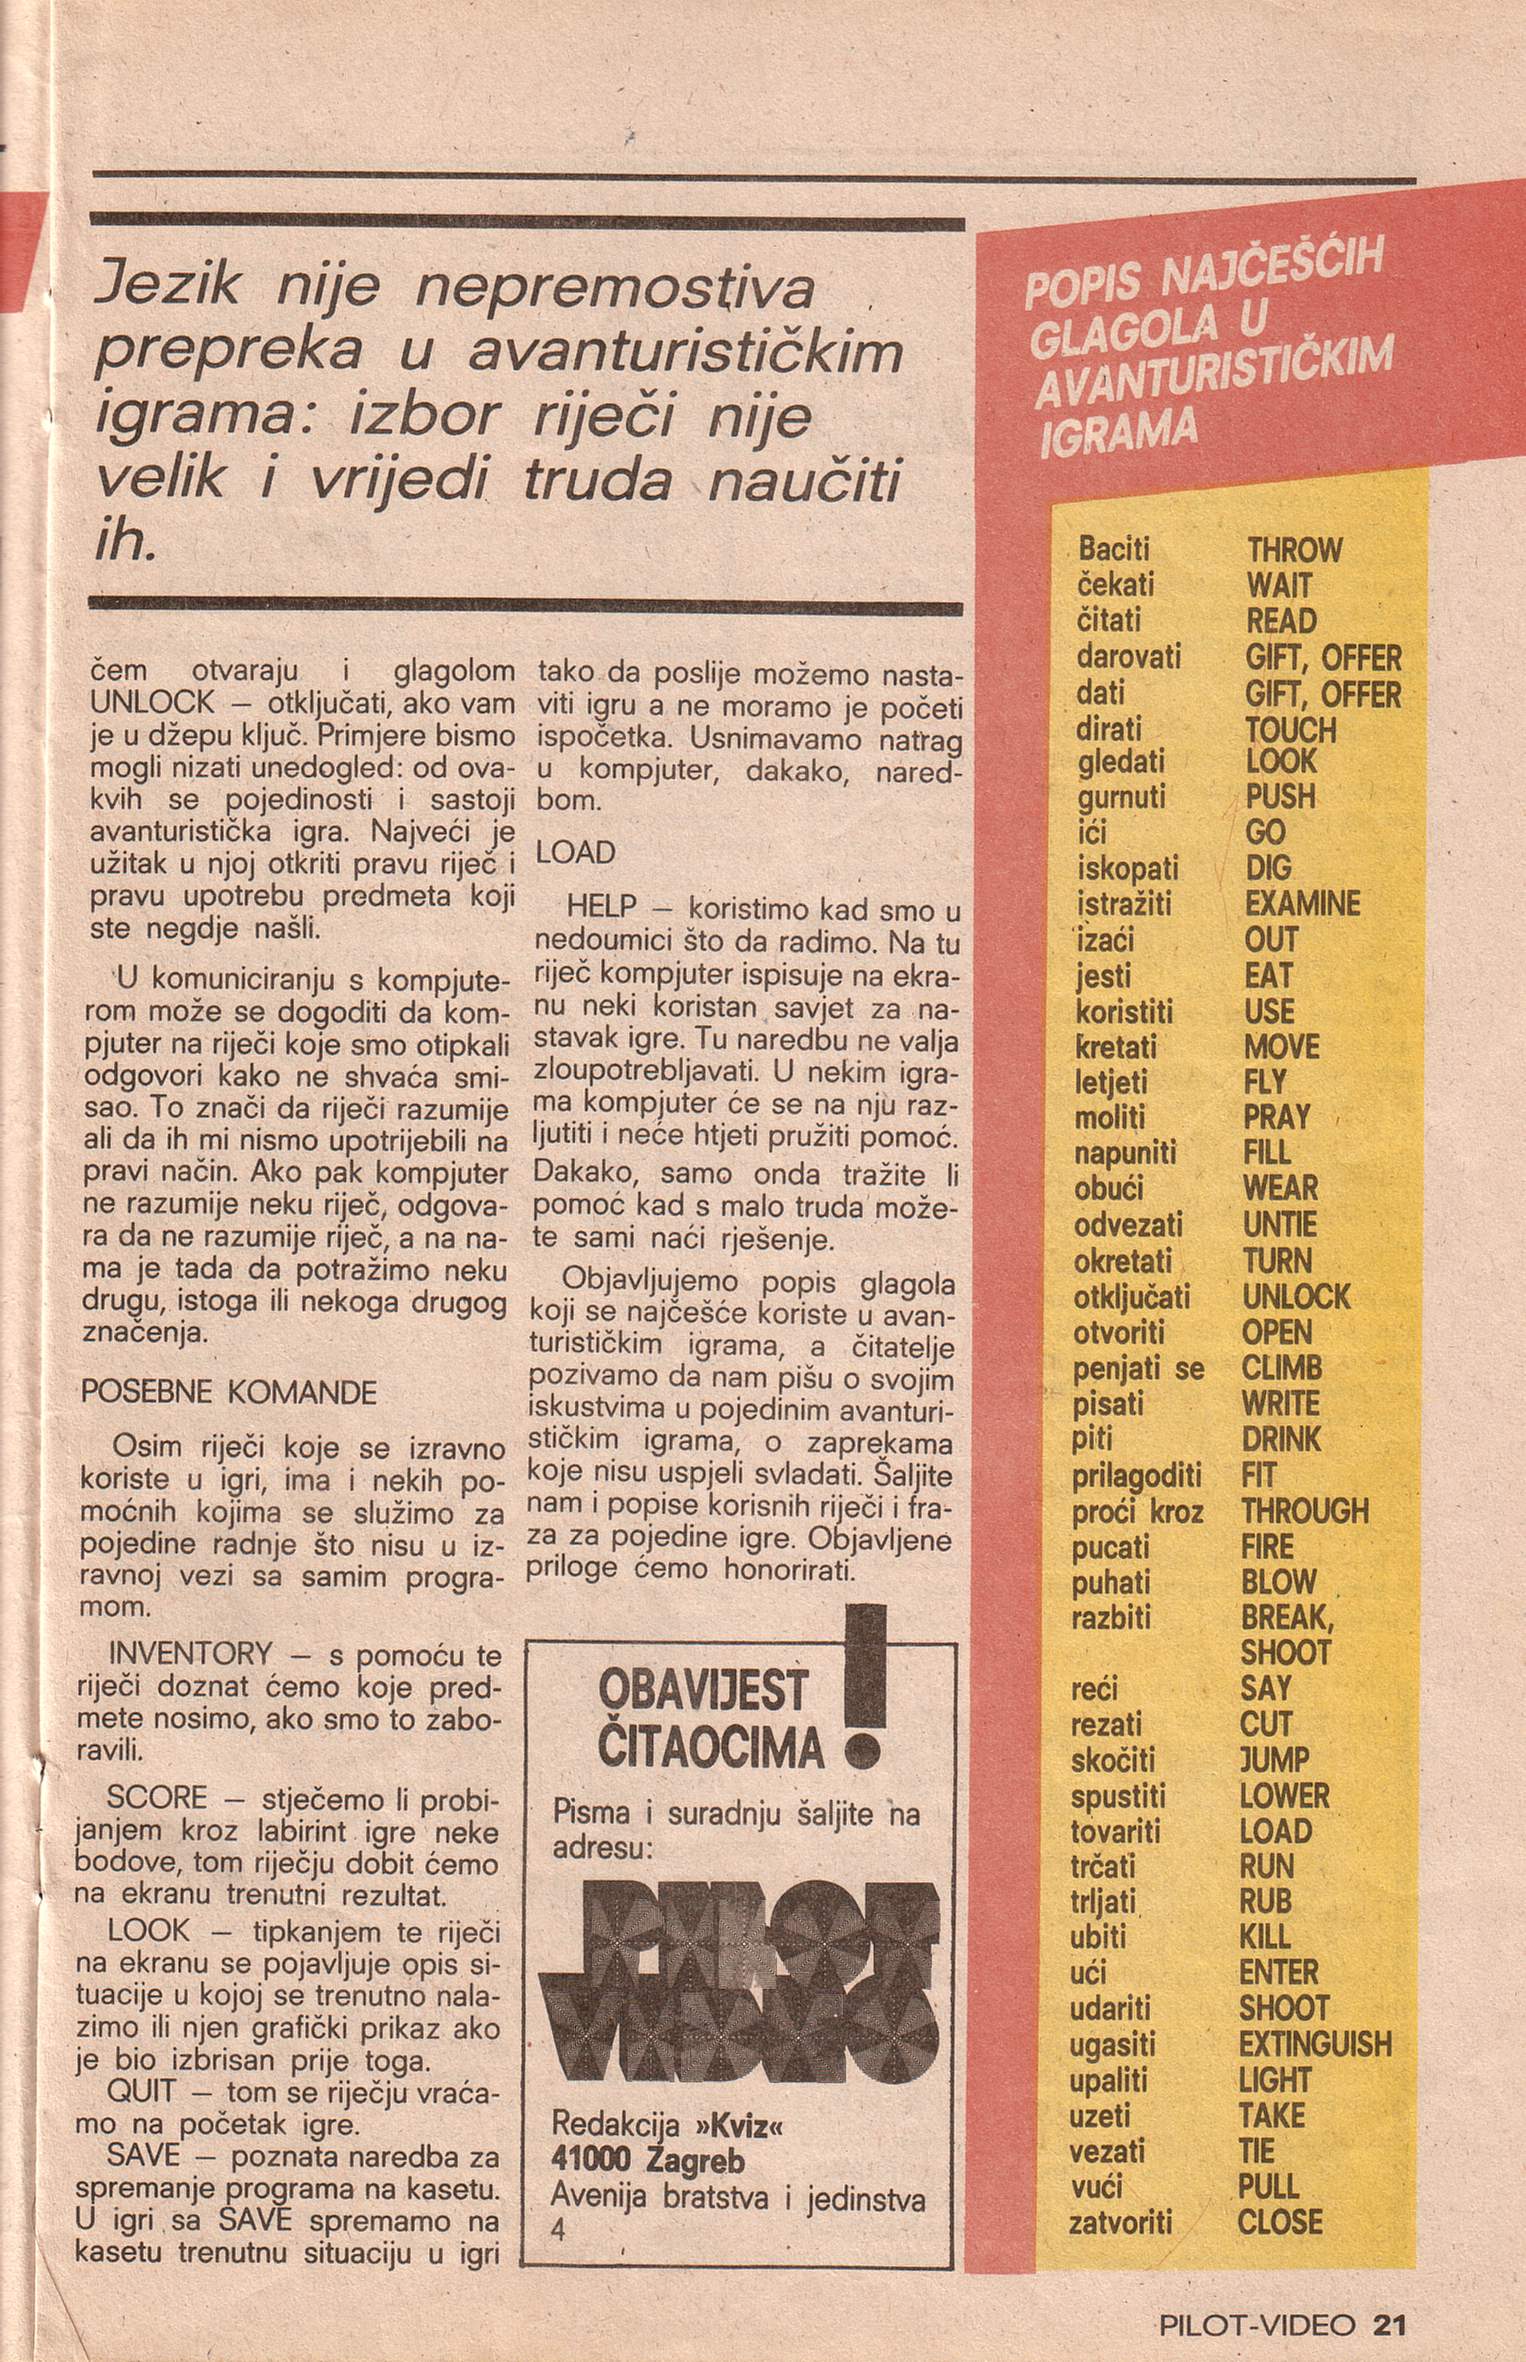 Jezik nije nepremostiva
prepreka u avanturističkim
igrama: izbor riječi nije
velik i vrijedi truda naučiti
ih.
čem otvaraju i glagolom
UNLOCK — otključati, ako vam
je u džepu ključ. Primjere bismo
mogli nizati unedogled: od ova-
kvih se pojedinosti i sastoji
avanturistička igra. Najveći je
užitak u njoj otkriti pravu riječ i
pravu upotrebu predmeta koji
ste negdje našli.
U komuniciranju s kompjute-
rom može se dogoditi da kom-
pjuter na riječi koje smo otipkali
odgovori kako ne shvaća smi-
sao. To znači da riječi razumije
ali da ih mi nismo upotrijebili na
pravi način. Ako pak kompjuter
ne razumije neku riječ, odgova-
ra da ne razumije riječ, a na na-
ma je tada da potražimo neku
drugu, istoga ili nekoga drugog
značenja.
POSEBNE KOMANDE
Osim riječi koje se izravno
koriste u igri, ima i nekih po-
moćnih kojima se služimo za
pojedine radnje što nisu u iz-
ravnoj vezi sa samim progra-
mom.
INVENTORY — s pomoću te
riječi doznat ćemo koje pred-
mete nosimo, ako smo to zabo-
ravili.
SCORE — stječemo li probi-
janjem kroz labirint igre neke
bodove, tom riječju dobit ćemo
na ekranu trenutni rezultat.
LOOK — tipkanjem te riječi
na ekranu se pojavljuje opis si-
tuacije u kojoj se trenutno nala-
zimo ili njen grafički prikaz ako
je bio izbrisan prije toga.
QUIT — tom se riječju vraća-
mo na početak igre.
SAVE — poznata naredba za
spremanje programa na kasetu.
U igri sa SAVE spremamo na
kasetu trenutnu situaciju u igri
tako da poslije možemo nasta-
viti igru a ne moramo je početi
ispočetka. Usnimavamo natrag
u kompjuter, dakako, nared-
bom.
LOAD
HELP — koristimo kad smo u
nedoumici što da radimo. Na tu
riječ kompjuter ispisuje na ekra-
nu neki koristan savjet za na-
stavak igre. Tu naredbu ne valja
zloupotrebljavati. U nekim igra-
ma kompjuter će se na nju raz-
ljutiti i neće htjeti pružiti pomoć.
Dakako, samo onda tražite li
pomoć kad s malo truda može-
te sami naći rješenje.
Objavljujemo popis glagola
koji se najčešće koriste u avan-
turističkim igrama, a čitatelje
pozivamo da nam pišu o svojim
iskustvima u pojedinim avanturi-
stičkim igrama, o zaprekama
koje nisu uspjeli svladati. Šaljite
nam i popise korisnih riječi i fra-
za za pojedine igre. Objavljene
priloge ćemo honorirati.
OBAVIJEST
ČITAOCIMA !
Pisma i suradnju šaljite na
adresu:
PILOT
VIDEO
Redakcija »Kviz«
41000 Zagreb
Avenija bratstva i jedinstva
4
POPIS NAJČEŠĆIH
GLAGOLA U
AVANTURISTIČKIM
IGRAMA
Baciti THROW
čekati WAIT
čitati READ
darovati GIFT, OFFER
dati GIFT, OFFER
dirati TOUCH
gledati LOOK
gurnuti PUSH
ići GO
iskopati DIG
istražiti EXAMINE
izaći OUT
jesti EAT
koristiti USE
kretati MOVE
letjeti FLY
moliti PRAY
napuniti FILL
obući WEAR
odvezati UNTIE
okretati TURN
otključati UNLOCK
otvoriti OPEN
penjati se CLIMB
pisati WRITE
piti DRINK
prilagoditi FIT
proći kroz THROUGH
pucati FIRE
puhati BLOW
razbiti BREAK,
SHOOT
reći SAY
rezati CUT
skočiti JUMP
spustiti LOWER
tovariti LOAD
trčati RUN
trljati RUB
ubiti KILL
ući ENTER
udariti SHOOT
ugasiti EXTINGUISH
upaliti LIGHT
uzeti TAKE
vezati TIE
vući PULL
zatvoriti CLOSE
PILOT-VIDEO 21